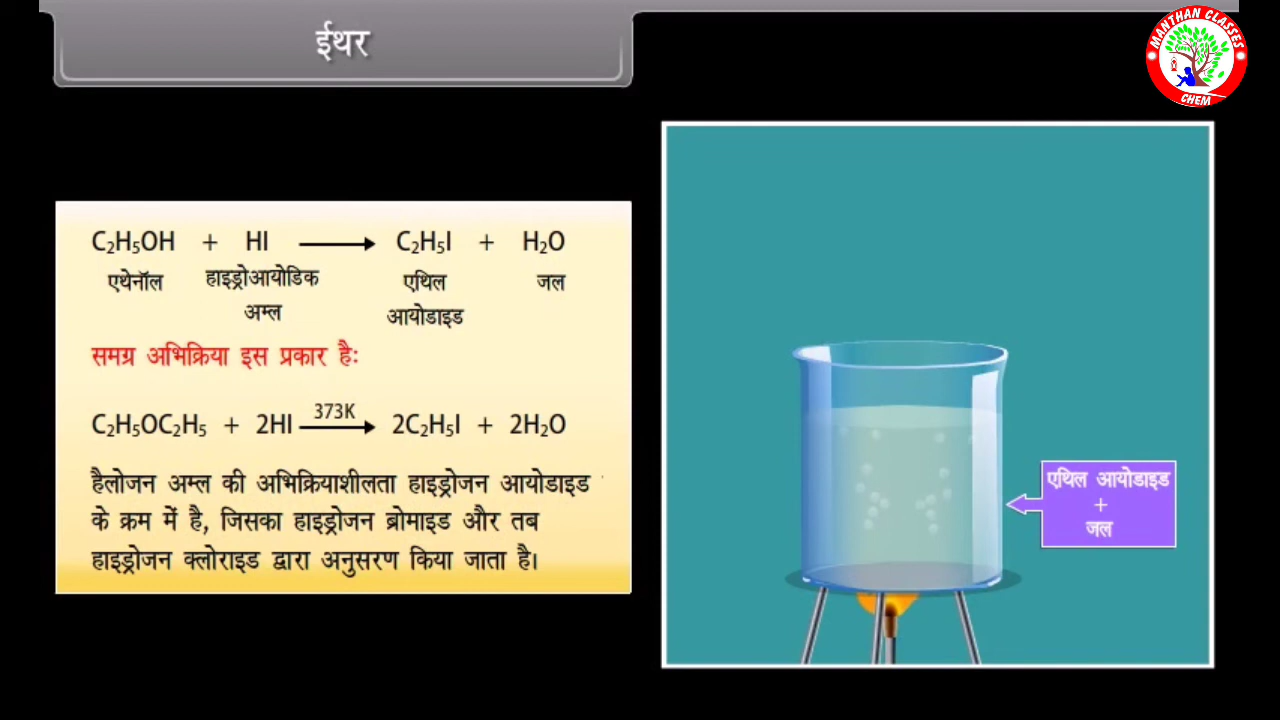 ईथर
MANTHAN CLASSES
CHEM
C₂H₅OH + HI ⟶ C₂H₅I + H₂O
एथेनॉल हाइड्रोआयोडिक एथिल जल
अम्ल आयोडाइड
समग्र अभिक्रिया इस प्रकार है:
373K
C₂H₅OC₂H₅ + 2HI ⟶ 2C₂H₅I + 2H₂O
हैलोजन अम्ल की अभिक्रियाशीलता हाइड्रोजन आयोडाइड
के क्रम में है, जिसका हाइड्रोजन ब्रोमाइड और तब
हाइड्रोजन क्लोराइड द्वारा अनुसरण किया जाता है।
एथिल आयोडाइड
+
जल